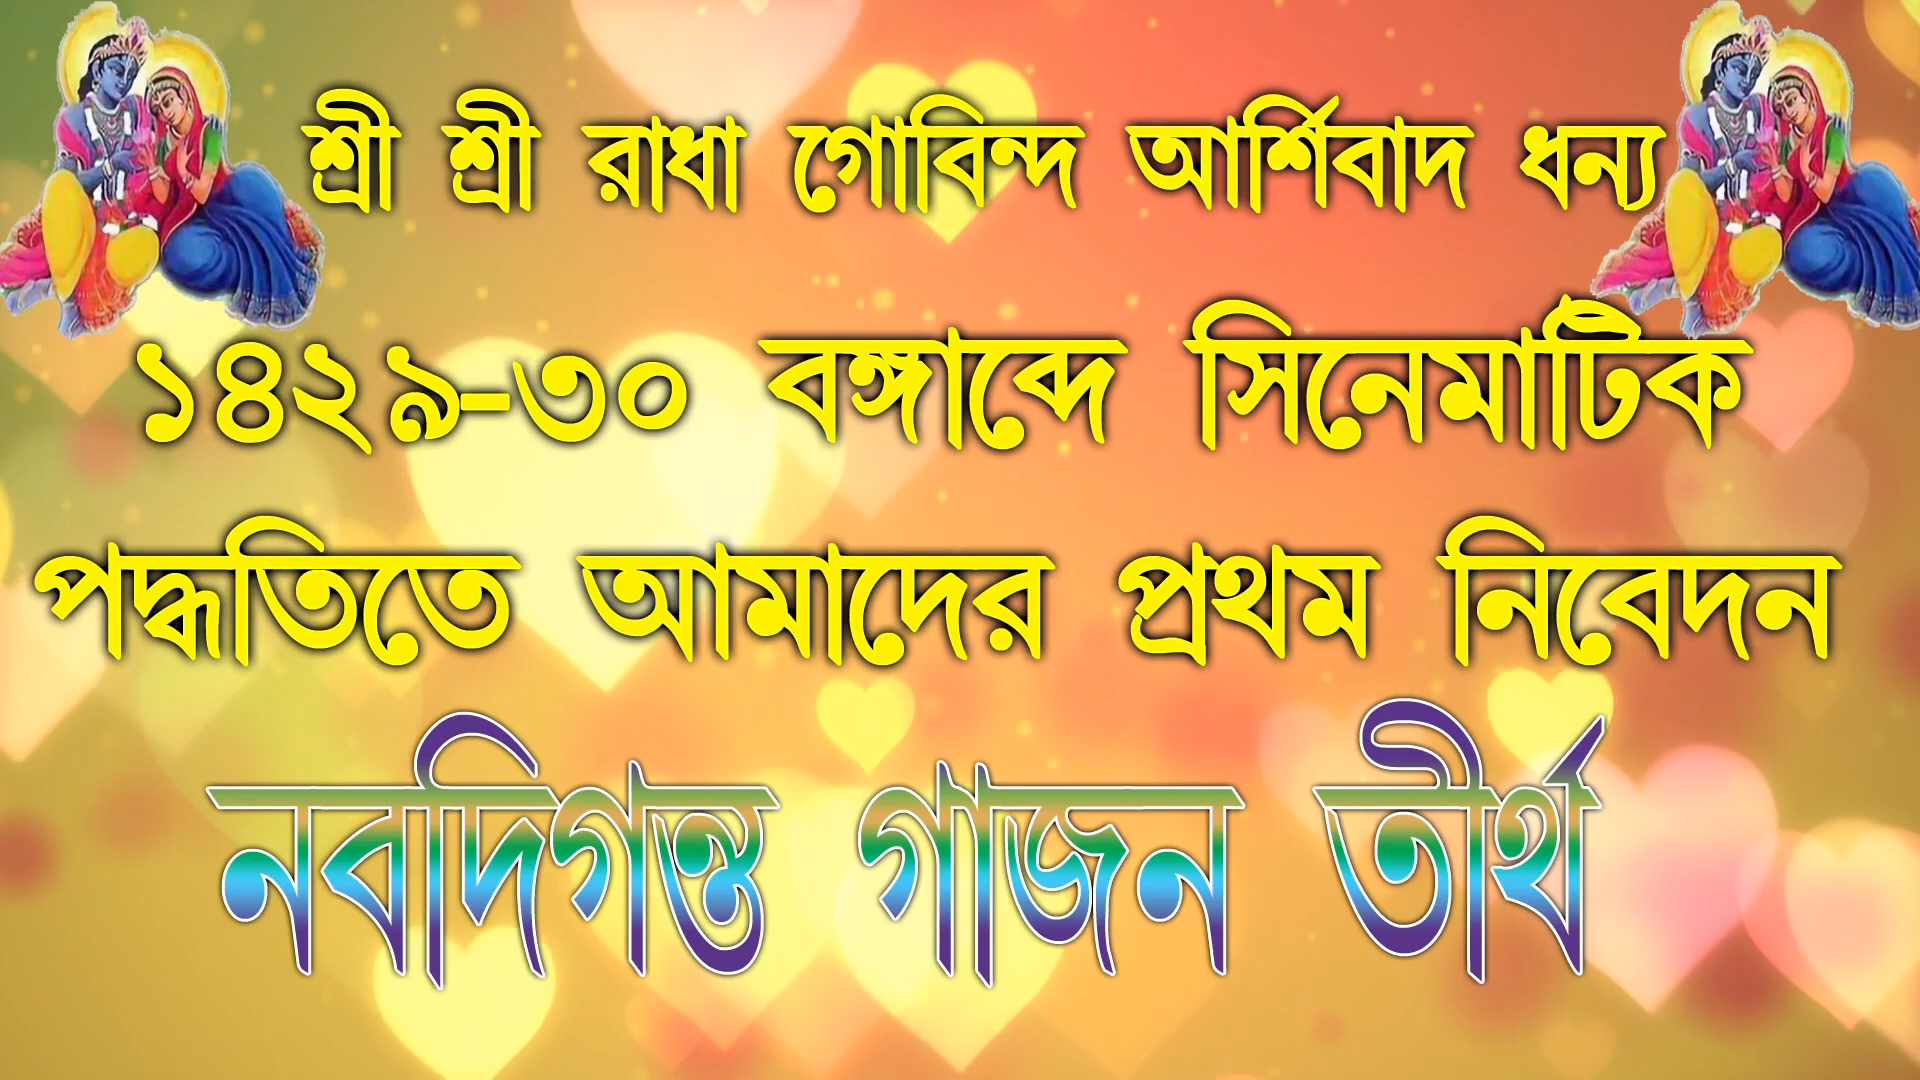 শ্রী শ্রী রাধা গোবিন্দ আর্শিবাদ ধন্য
১৪২৯-৩০ বঙ্গাব্দে সিনেমাটিক
পদ্ধতিতে আমাদের প্রথম নিবেদন
নবদিগন্ত গাজন তীর্থ